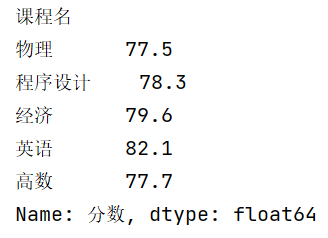 课程名
物理 77.5
程序设计 78.3
经济 79.6
英语 82.1
高数 77.7
Name: 分数, dtype: float64